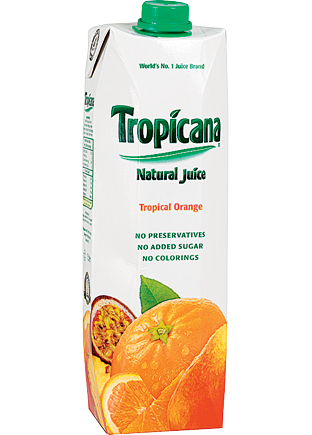 World's No. 1 Juice Brand
Tropicana®
Natural Juice
Tropical Orange
NO PRESERVATIVES
NO ADDED SUGAR
NO COLORINGS